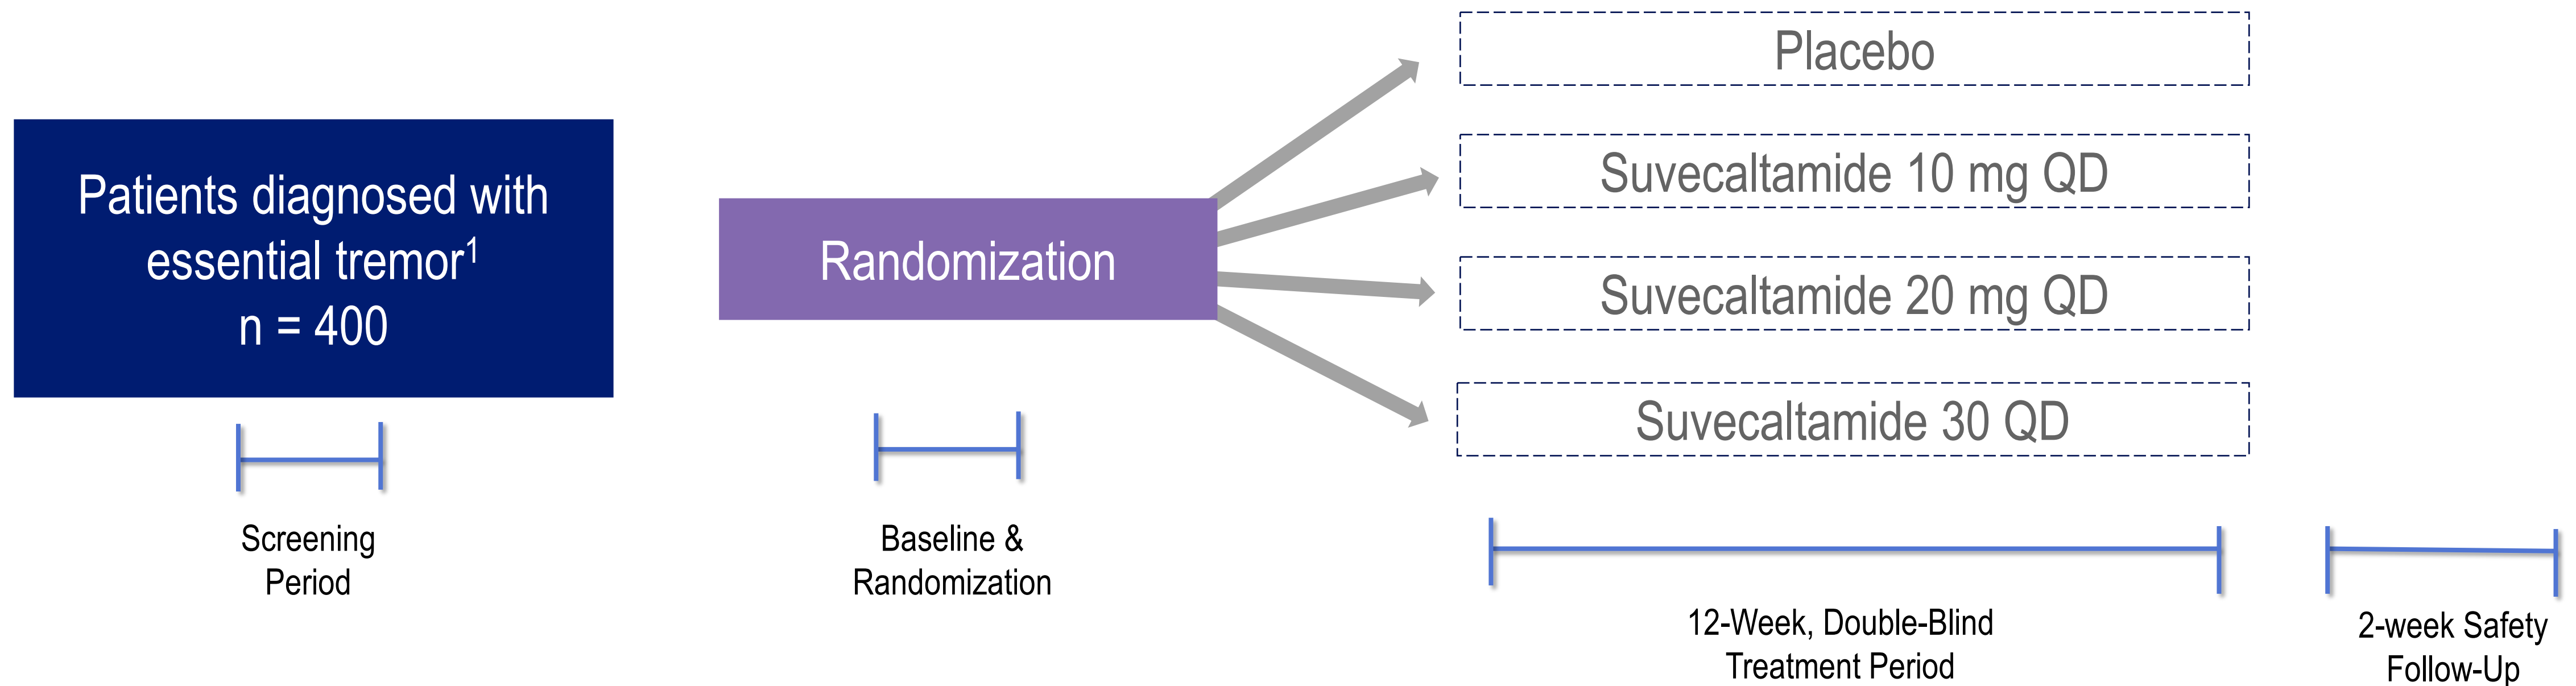 Patients diagnosed with
essential tremor¹
n = 400
Randomization
Placebo
Suvecaltamide 10 mg QD
Suvecaltamide 20 mg QD
Suvecaltamide 30 QD
Screening
Period
Baseline &
Randomization
12-Week, Double-Blind
Treatment Period
2-week Safety
Follow-Up